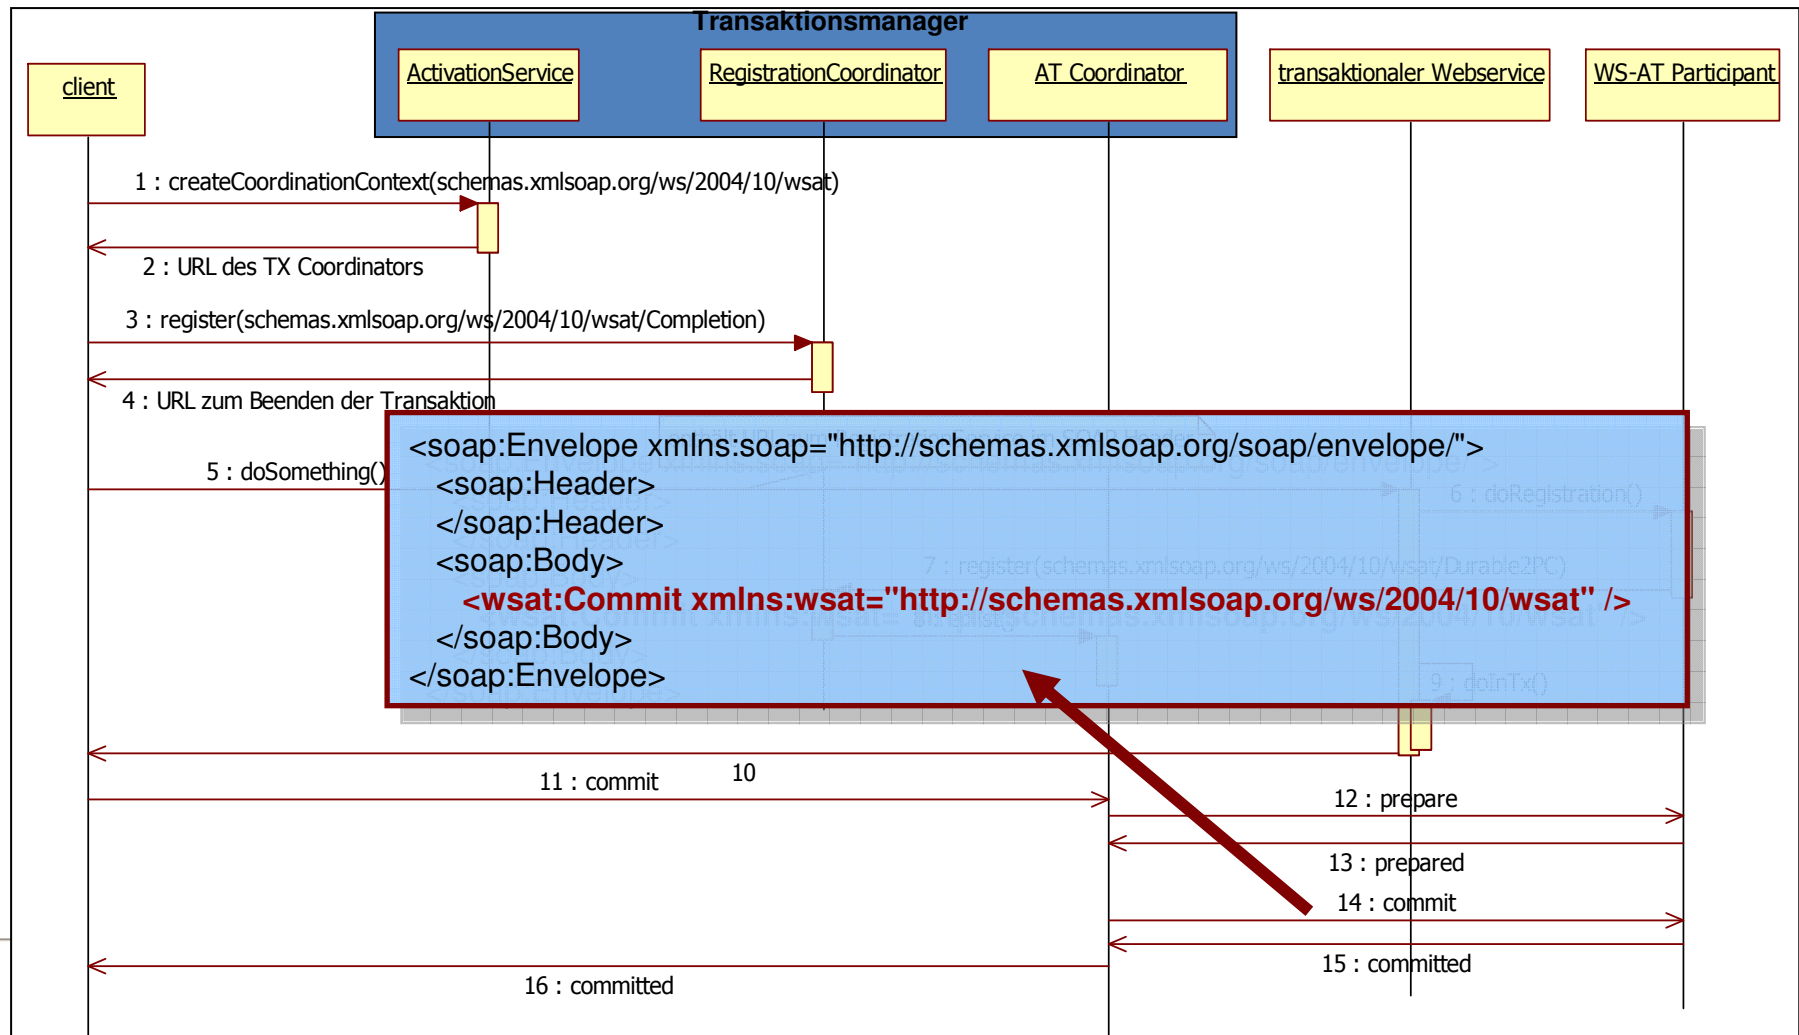 Transaktionsmanager
client
ActivationService
RegistrationCoordinator
AT Coordinator
transaktionaler Webservice
WS-AT Participant
1 : createCoordinationContext(schemas.xmlsoap.org/ws/2004/10/wsat)
2 : URL des TX Coordinators
3 : register(schemas.xmlsoap.org/ws/2004/10/wsat/Completion)
4 : URL zum Beenden der Transaktion
<soap:Envelope xmlns:soap="http://schemas.xmlsoap.org/soap/envelope/">
5 : doSomething()
<soap:Header>
6 : doRegistration()
</soap:Header>
<soap:Body>
7 : register(schemas.xmlsoap.org/ws/2004/10/wsat/Durable2PC)
<wsat:Commit xmlns:wsat="http://schemas.xmlsoap.org/ws/2004/10/wsat" />
</soap:Body>
</soap:Envelope>
9 : doInTx()
10
11 : commit
12 : prepare
13 : prepared
14 : commit
15 : committed
16 : committed